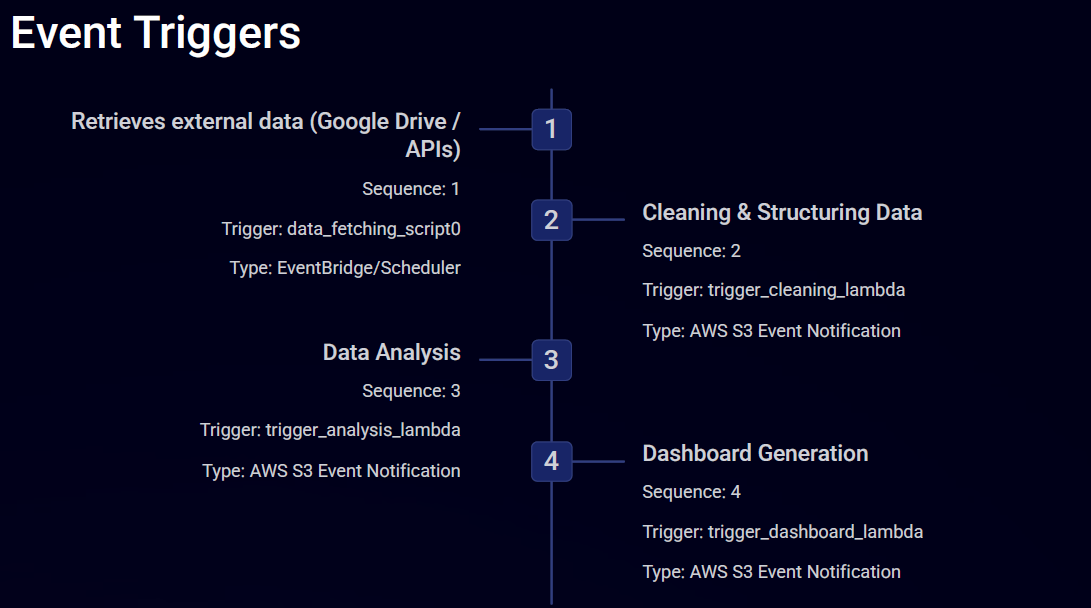 Event Triggers
1
Retrieves external data (Google Drive /
APIs)
Sequence: 1
Trigger: data_fetching_script0
Type: EventBridge/Scheduler
2
Cleaning & Structuring Data
Sequence: 2
Trigger: trigger_cleaning_lambda
Type: AWS S3 Event Notification
3
Data Analysis
Sequence: 3
Trigger: trigger_analysis_lambda
Type: AWS S3 Event Notification
4
Dashboard Generation
Sequence: 4
Trigger: trigger_dashboard_lambda
Type: AWS S3 Event Notification